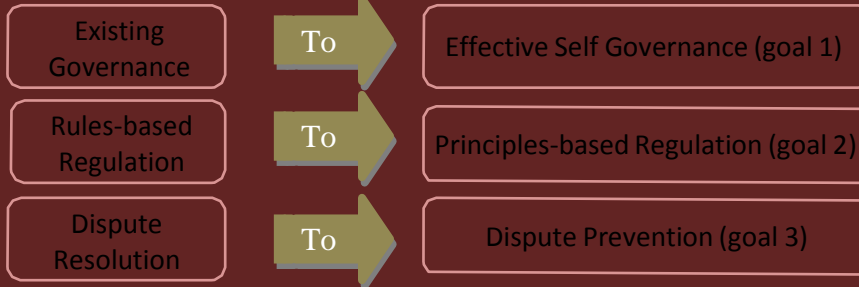 Existing
Governance
To
Effective Self Governance (goal 1)
Rules-based
Regulation
To
Principles-based Regulation (goal 2)
Dispute
Resolution
To
Dispute Prevention (goal 3)